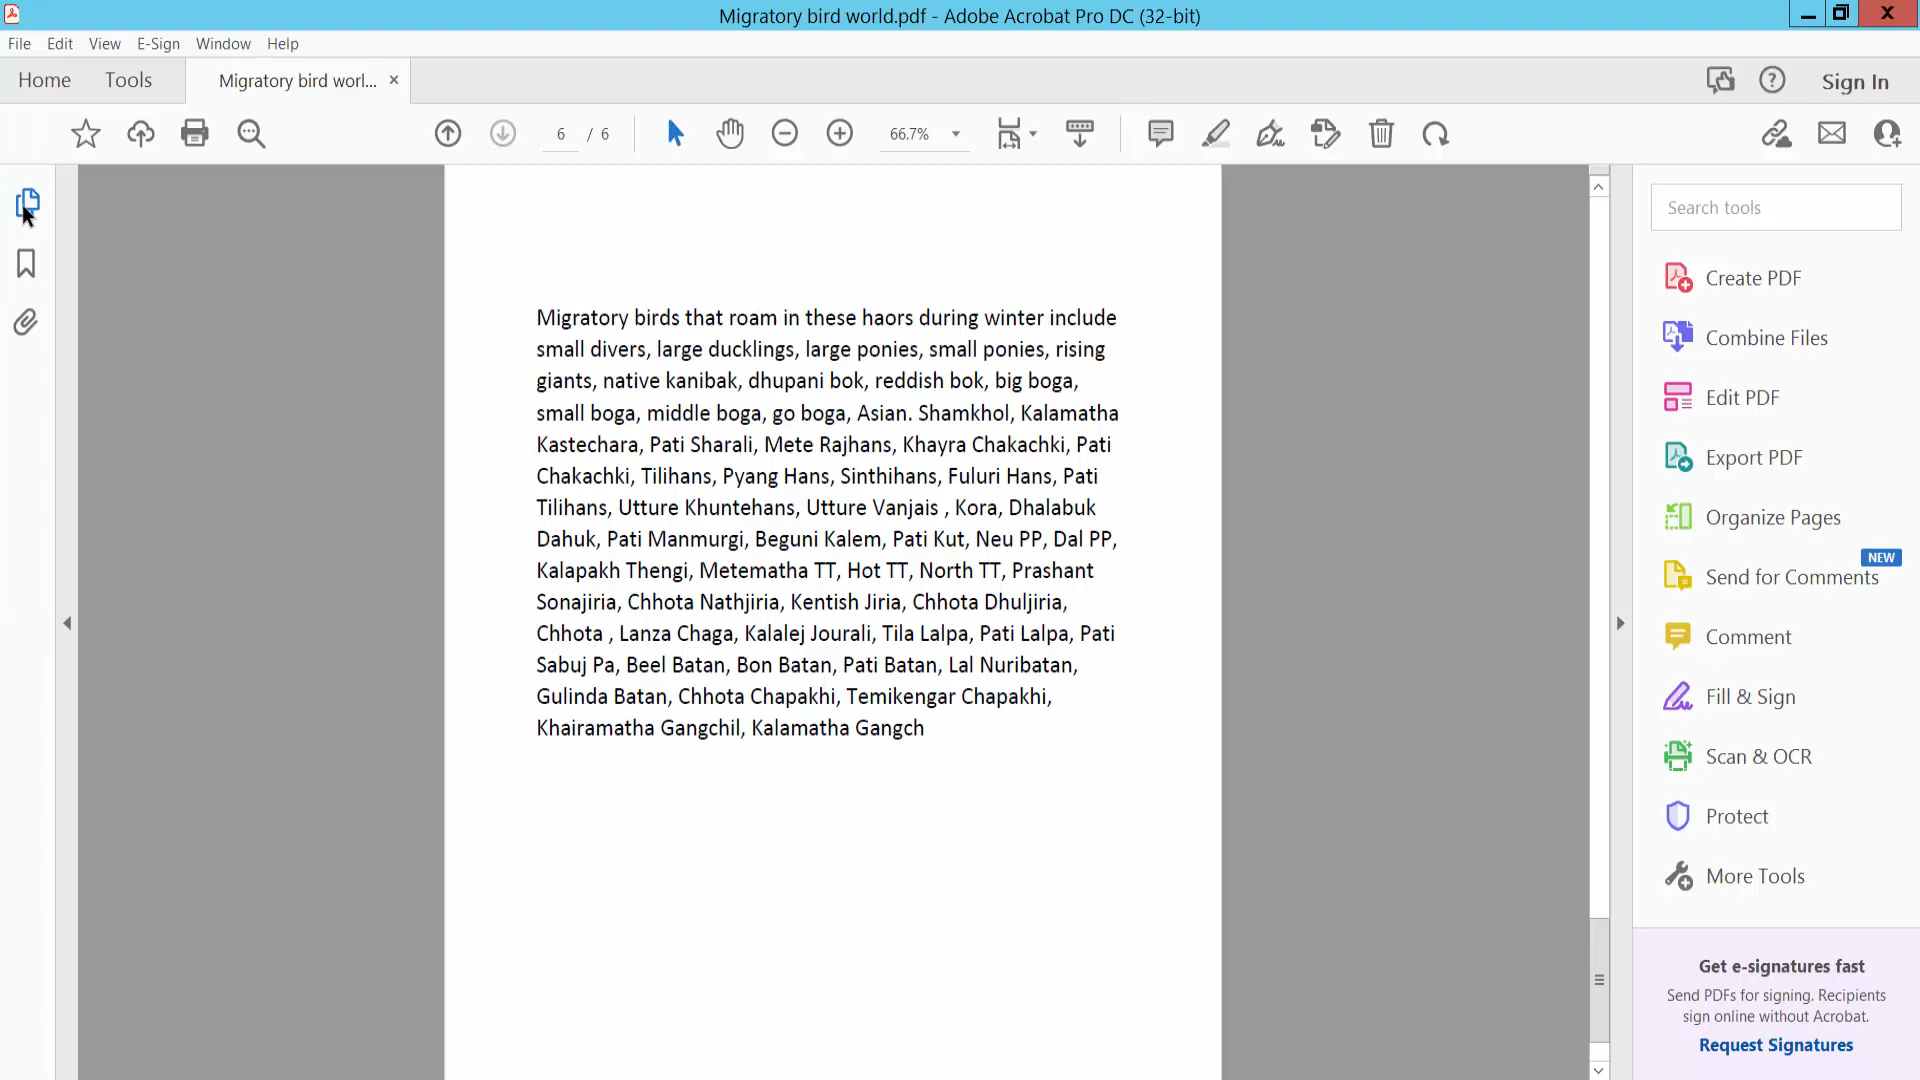 Migratory bird world.pdf - Adobe Acrobat Pro DC (32-bit)
File Edit View E-Sign Window Help
Home Tools Migratory bird worl... × Sign In
6 / 6 66.7%
Search tools
Create PDF
Combine Files
Edit PDF
Export PDF
Organize Pages
NEW
Send for Comments
Comment
Fill & Sign
Scan & OCR
Protect
More Tools
Get e-signatures fast
Send PDFs for signing. Recipients
sign online without Acrobat.
Request Signatures
Migratory birds that roam in these haors during winter include
small divers, large ducklings, large ponies, small ponies, rising
giants, native kanibak, dhupani bok, reddish bok, big boga,
small boga, middle boga, go boga, Asian. Shamkhol, Kalamatha
Kastechara, Pati Sharali, Mete Rajhans, Khayra Chakachki, Pati
Chakachki, Tilihans, Pyang Hans, Sinthihans, Fuluri Hans, Pati
Tilihans, Utture Khuntehans, Utture Vanjais , Kora, Dhalabuk
Dahuk, Pati Manmurgi, Beguni Kalem, Pati Kut, Neu PP, Dal PP,
Kalapakh Thengi, Metematha TT, Hot TT, North TT, Prashant
Sonajiria, Chhota Nathjiria, Kentish Jiria, Chhota Dhuljiria,
Chhota , Lanza Chaga, Kalalej Jourali, Tila Lalpa, Pati Lalpa, Pati
Sabuj Pa, Beel Batan, Bon Batan, Pati Batan, Lal Nuribatan,
Gulinda Batan, Chhota Chapakhi, Temikengar Chapakhi,
Khairamatha Gangchil, Kalamatha Gangch